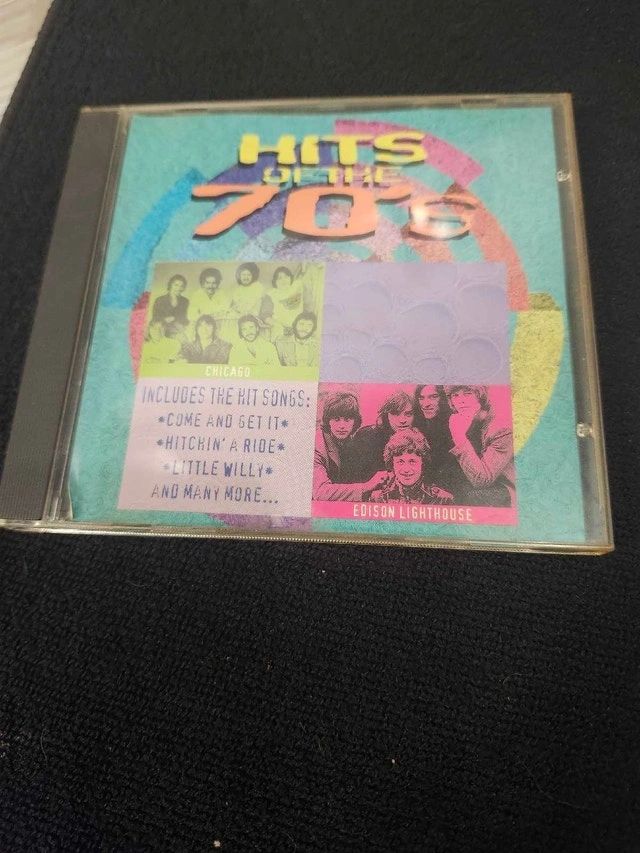 HITS
OF THE
70's
CHICAGO
INCLUDES THE HIT SONGS:
*COME AND GET IT*
*HITCHIN' A RIDE*
*LITTLE WILLY*
AND MANY MORE...
EDISON LIGHTHOUSE